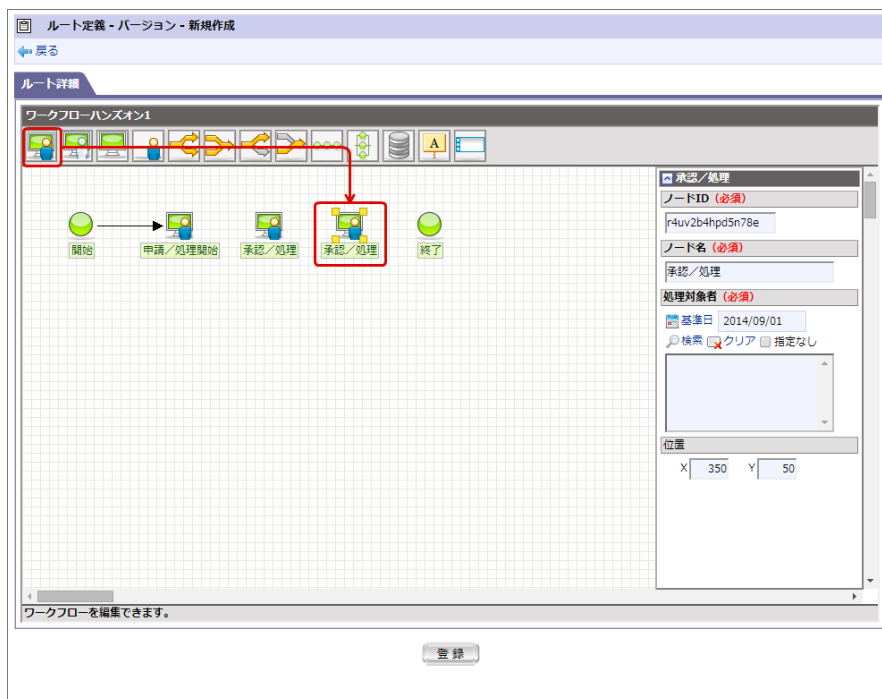 ルート定義 - バージョン - 新規作成
戻る
ルート詳細
ワークフローハンズオン1
A
開始
申請／処理開始
承認／処理
承認／処理
終了
承認／処理
ノードID (必須)
r4uv2b4hpd5n78e
ノード名 (必須)
承認／処理
処理対象者 (必須)
基準日 2014/09/01
検索 クリア 指定なし
位置
X 350 Y 50
ワークフローを編集できます。
登録